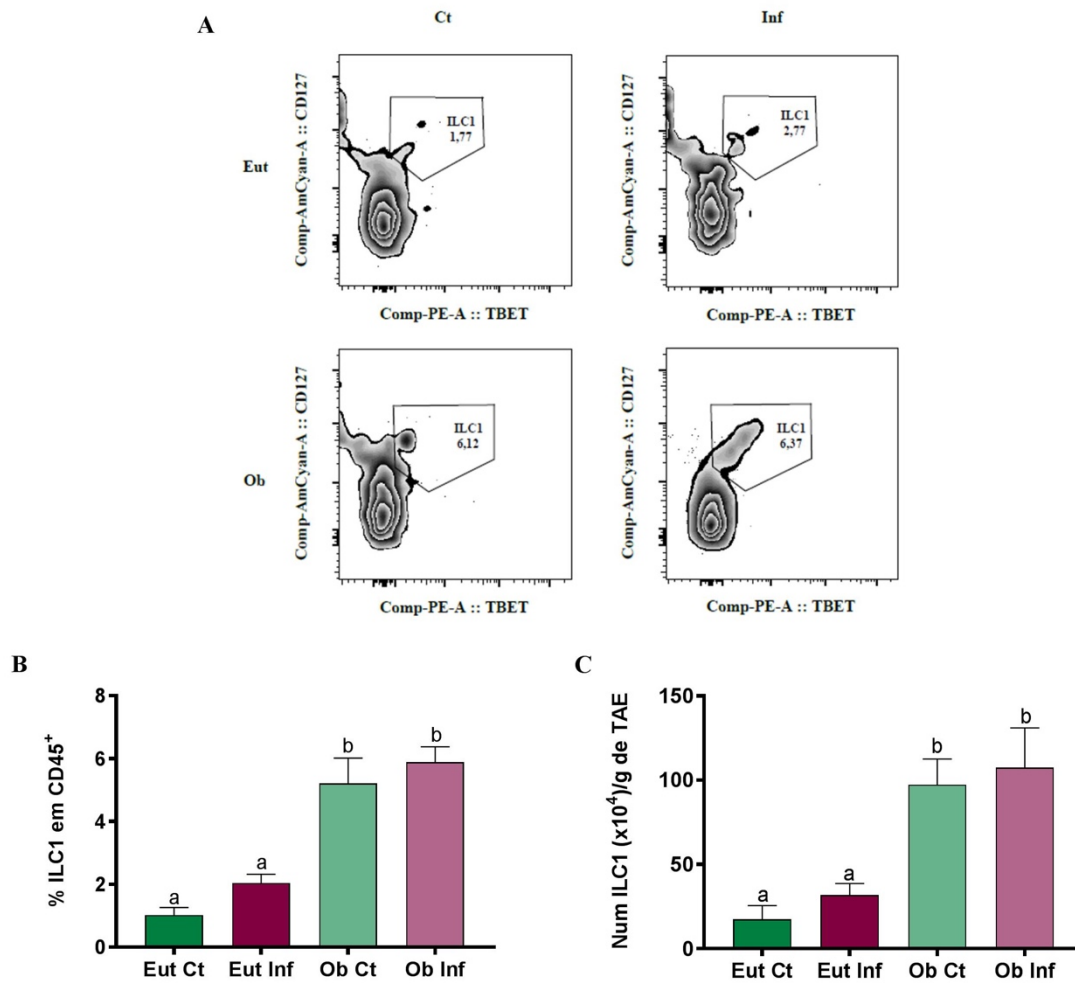 A
Ct
Inf
Eut
Comp-AmCyan-A :: CD127
ILC1
1,77
Comp-PE-A :: TBET
Comp-AmCyan-A :: CD127
ILC1
2,77
Comp-PE-A :: TBET
Ob
Comp-AmCyan-A :: CD127
ILC1
6,12
Comp-PE-A :: TBET
Comp-AmCyan-A :: CD127
ILC1
6,37
Comp-PE-A :: TBET
B
% ILC1 em CD45⁺
8
6
4
2
0
a
a
b
b
Eut Ct
Eut Inf
Ob Ct
Ob Inf
C
Num ILC1 (x10⁴)/g de TAE
150
100
50
0
a
a
b
b
Eut Ct
Eut Inf
Ob Ct
Ob Inf